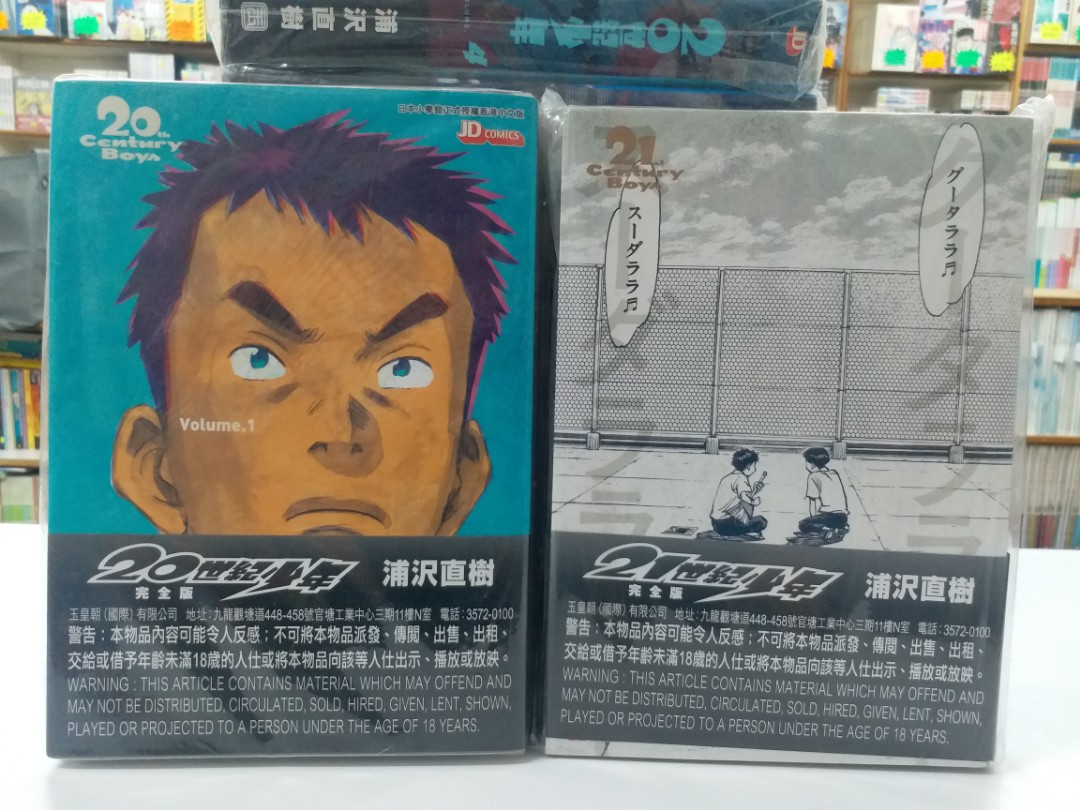 浦沢直樹
20世紀少年
JD
20th
Century
Boys
日本小學館正式授權香港中文版
JD COMICS
Volume.1
20世紀少年
完全版
浦沢直樹
玉皇朝(國際)有限公司 地址:九龍觀塘道448-458號官塘工業中心三期11樓N室 電話:3572-0100
警告:本物品內容可能令人反感;不可將本物品派發、傳閲、出售、出租、
交給或借予年齡未滿18歲的人仕或將本物品向該等人仕出示、播放或放映。
WARNING : THIS ARTICLE CONTAINS MATERIAL WHICH MAY OFFEND AND
MAY NOT BE DISTRIBUTED, CIRCULATED, SOLD, HIRED, GIVEN, LENT, SHOWN,
PLAYED OR PROJECTED TO A PERSON UNDER THE AGE OF 18 YEARS.
21
Century
Boys
グータララ♬
スーダララ♬
21世紀少年
完全版
浦沢直樹
玉皇朝(國際)有限公司 地址:九龍觀塘道448-458號官塘工業中心三期11樓N室 電話:3572-0100
警告:本物品內容可能令人反感;不可將本物品派發、傳閲、出售、出租、
交給或借予年齡未滿18歲的人仕或將本物品向該等人仕出示、播放或放映。
WARNING : THIS ARTICLE CONTAINS MATERIAL WHICH MAY OFFEND AND
MAY NOT BE DISTRIBUTED, CIRCULATED, SOLD, HIRED, GIVEN, LENT, SHOWN,
PLAYED OR PROJECTED TO A PERSON UNDER THE AGE OF 18 YEARS.